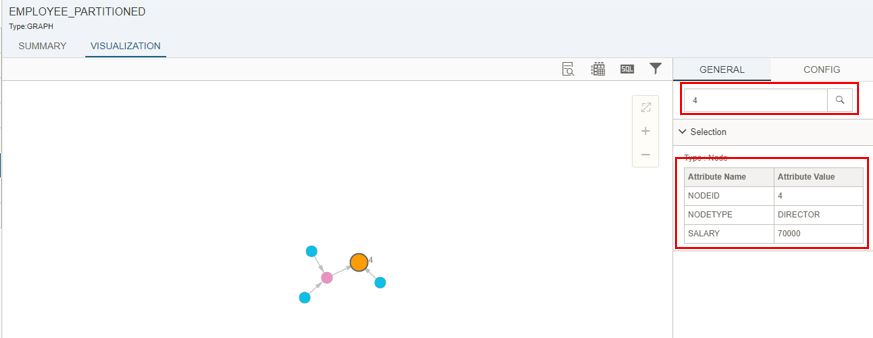 EMPLOYEE_PARTITIONED
Type:GRAPH
SUMMARY VISUALIZATION
SQL
GENERAL CONFIG
4
Selection
Type : Node
Attribute Name Attribute Value
NODEID 4
NODETYPE DIRECTOR
SALARY 70000
4